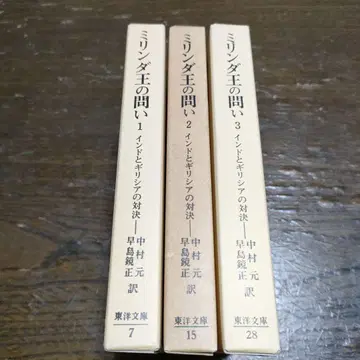 ミリンダ王の問い 1 インドとギリシアの対決――
中村 元
早島鏡正 訳
東洋文庫
7
ミリンダ王の問い 2 インドとギリシアの対決――
中村 元
早島鏡正 訳
東洋文庫
15
ミリンダ王の問い 3 インドとギリシアの対決――
中村 元
早島鏡正 訳
東洋文庫
28